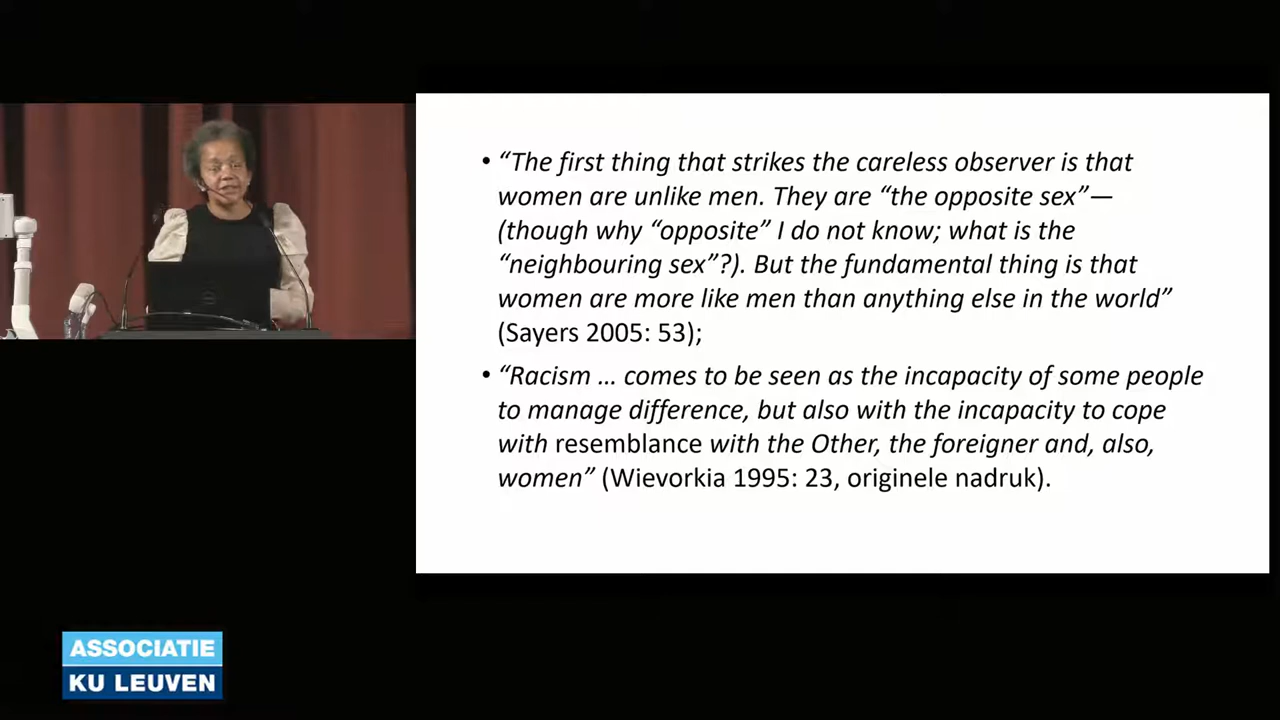 • “The first thing that strikes the careless observer is that
women are unlike men. They are “the opposite sex”—
(though why “opposite” I do not know; what is the
“neighbouring sex”?). But the fundamental thing is that
women are more like men than anything else in the world”
(Sayers 2005: 53);
• “Racism … comes to be seen as the incapacity of some people
to manage difference, but also with the incapacity to cope
with resemblance with the Other, the foreigner and, also,
women” (Wievorkia 1995: 23, originele nadruk).
ASSOCIATIE
KU LEUVEN